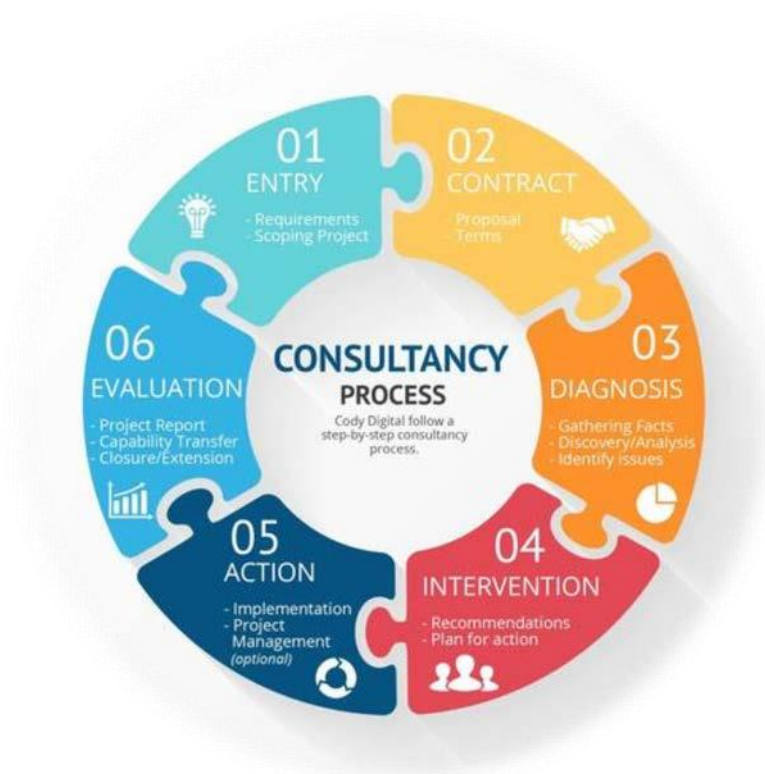 01
ENTRY
- Requirements
- Scoping Project
02
CONTRACT
- Proposal
- Terms
03
DIAGNOSIS
- Gathering Facts
- Discovery/Analysis
- Identify issues
04
INTERVENTION
- Recommendations
- Plan for action
05
ACTION
- Implementation
- Project
Management
(optional)
06
EVALUATION
- Project Report
- Capability Transfer
- Closure/Extension
CONSULTANCY
PROCESS
Cody Digital follow a
step-by-step consultancy
process.